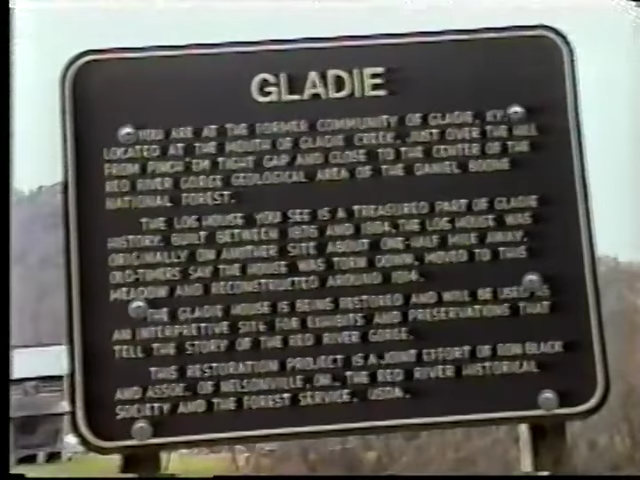 GLADIE
YOU ARE AT THE FORMER COMMUNITY OF GLADIE, KY.
LOCATED AT THE MOUTH OF GLADIE CREEK, JUST OVER THE HILL
FROM PINCH 'EM TIGHT GAP AND CLOSE TO THE CENTER OF THE
RED RIVER GORGE GEOLOGICAL AREA OF THE DANIEL BOONE
NATIONAL FOREST.
THE LOG HOUSE YOU SEE IS A TREASURED PART OF GLADIE
HISTORY. BUILT BETWEEN AND 1884, THE LOG HOUSE WAS
ORIGINALLY ON ANOTHER SITE ABOUT ONE-HALF MILE AWAY.
OLD-TIMERS SAY THE HOUSE WAS TORN DOWN, MOVED TO THIS
MEADOW AND RECONSTRUCTED AROUND 1914.
THE GLADIE HOUSE IS BEING RESTORED AND WILL BE USED AS
AN INTERPRETIVE SITE FOR EXHIBITS AND PRESERVATIONS THAT
TELL THE STORY OF THE RED RIVER GORGE.
THIS RESTORATION PROJECT IS A JOINT EFFORT OF RON BLACK
AND ASSOC. OF NELSONVILLE, OH., THE RED RIVER HISTORICAL
SOCIETY AND THE FOREST SERVICE, USDA.